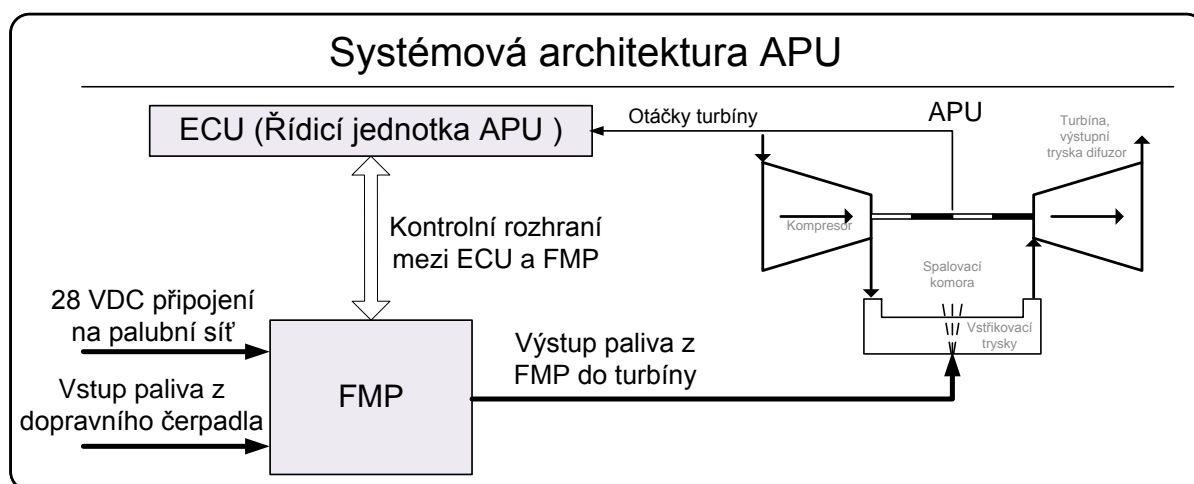 Systémová architektura APU
ECU (Řídicí jednotka APU )
Otáčky turbíny
APU
Turbína,
výstupní
tryska difuzor
Kompresor
Kontrolní rozhraní
mezi ECU a FMP
Spalovací
komora
Vstřikovací
trysky
28 VDC připojení
na palubní síť
Vstup paliva z
dopravního čerpadla
FMP
Výstup paliva z
FMP do turbíny